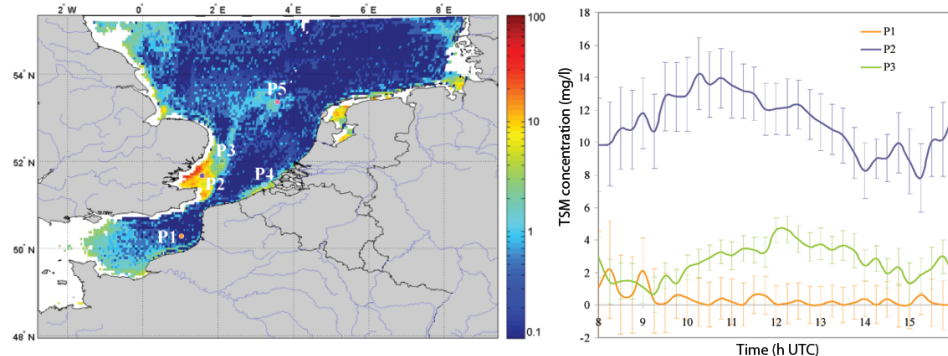 2° W 0° 2° E 4° E 6° E 8° E
54° N
52° N
50° N
48° N
P5
P3
P2
P4
P1
100
10
1
0.1
TSM concentration (mg/l)
18
16
14
12
10
8
6
4
2
0
-2
8 9 10 11 12 13 14 15
Time (h UTC)
P1
P2
P3